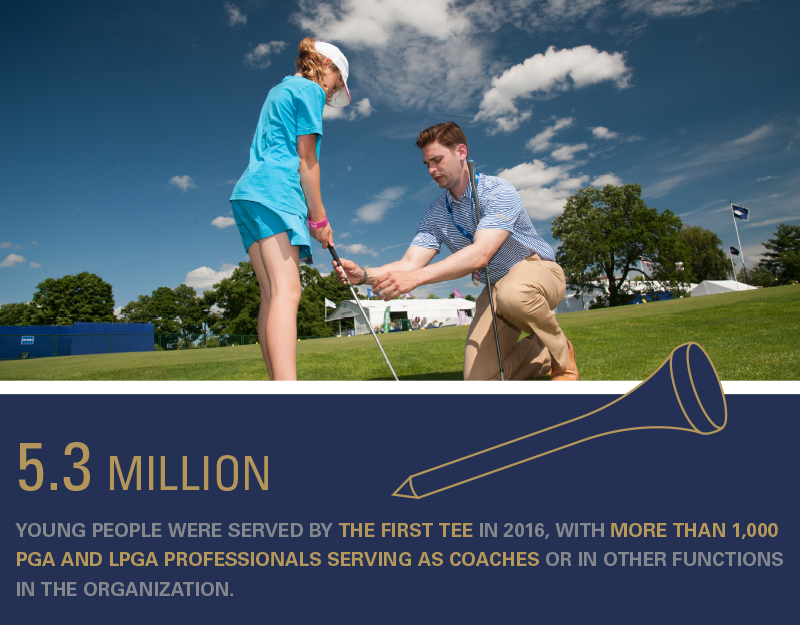 5.3 MILLION
YOUNG PEOPLE WERE SERVED BY THE FIRST TEE IN 2016, WITH MORE THAN 1,000
PGA AND LPGA PROFESSIONALS SERVING AS COACHES OR IN OTHER FUNCTIONS
IN THE ORGANIZATION.